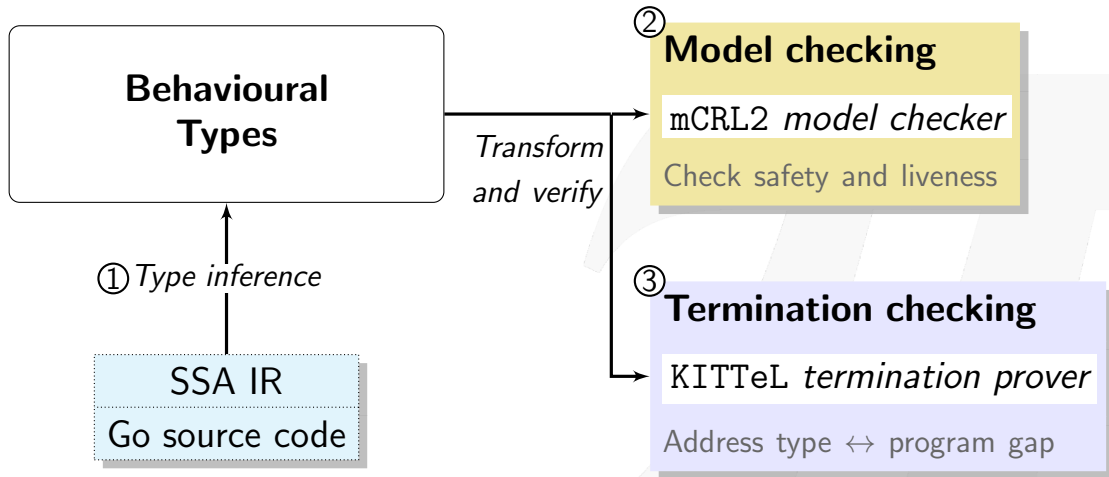 Behavioural
Types
Transform
and verify
① Type inference
SSA IR
Go source code
②
Model checking
mCRL2 model checker
Check safety and liveness
③
Termination checking
KITTeL termination prover
Address type ↔ program gap